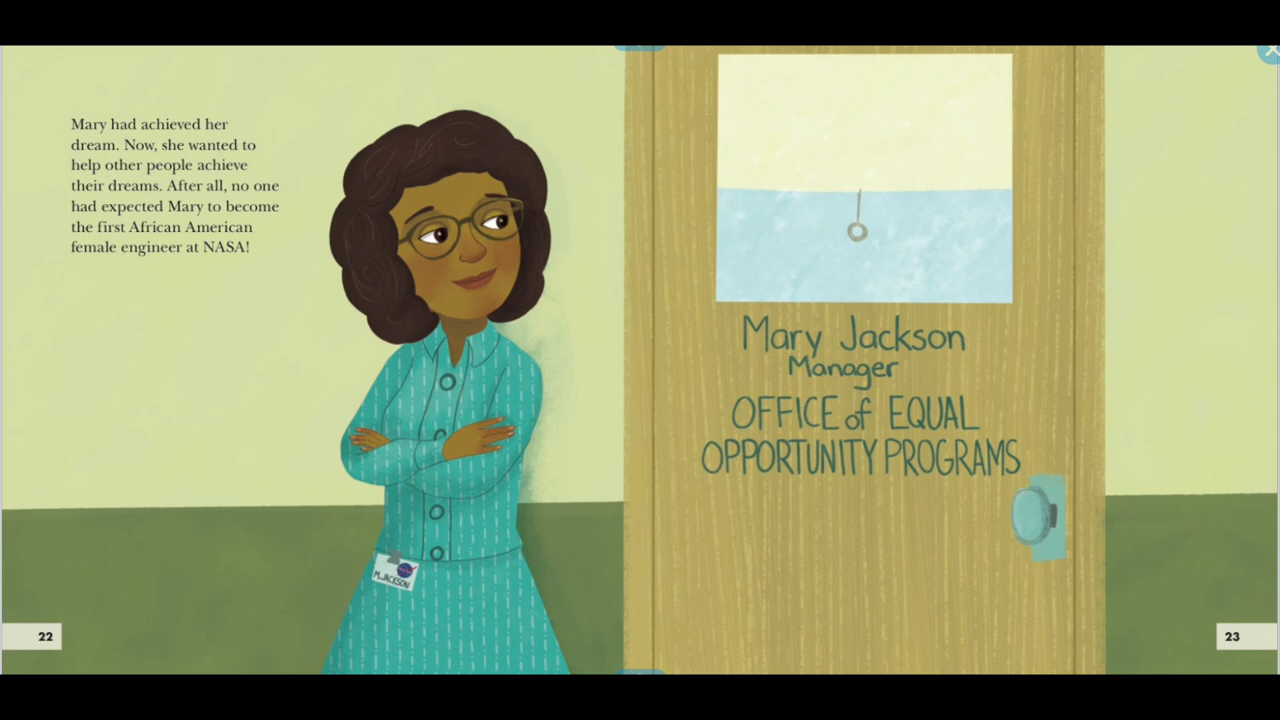 Mary had achieved her
dream. Now, she wanted to
help other people achieve
their dreams. After all, no one
had expected Mary to become
the first African American
female engineer at NASA!
Mary Jackson
Manager
OFFICE of EQUAL
OPPORTUNITY PROGRAMS
NASA
M.JACKSON
22
23